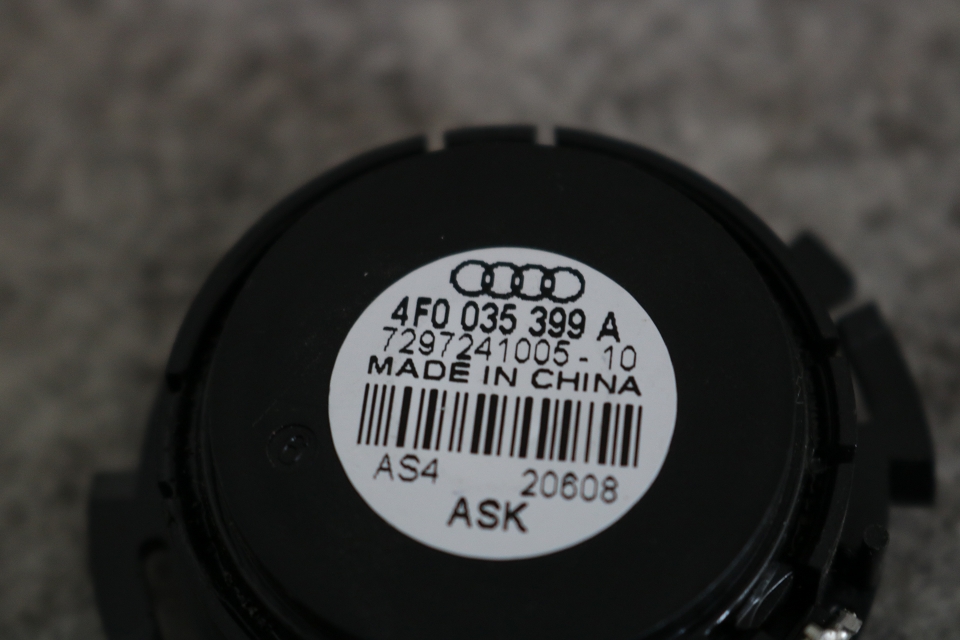 4F0 035 399 A
7297241005-10
MADE IN CHINA
AS4 20608
ASK